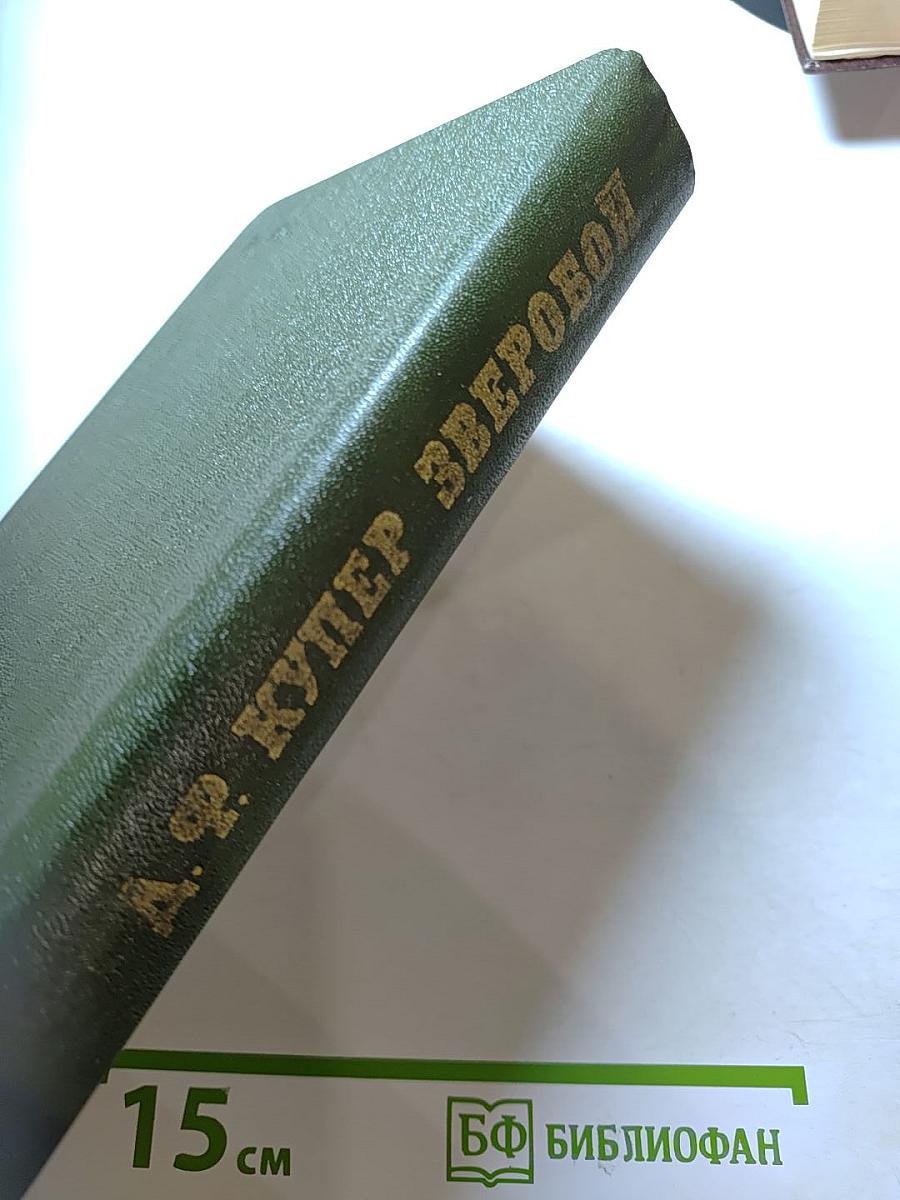 Д. Ф. КУПЕР ЗВЕРОБОЙ
15 см
БФ БИБЛИОФАН